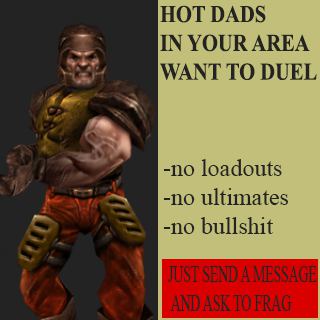 HOT DADS
IN YOUR AREA
WANT TO DUEL
-no loadouts
-no ultimates
-no bullshit
JUST SEND A MESSAGE
AND ASK TO FRAG